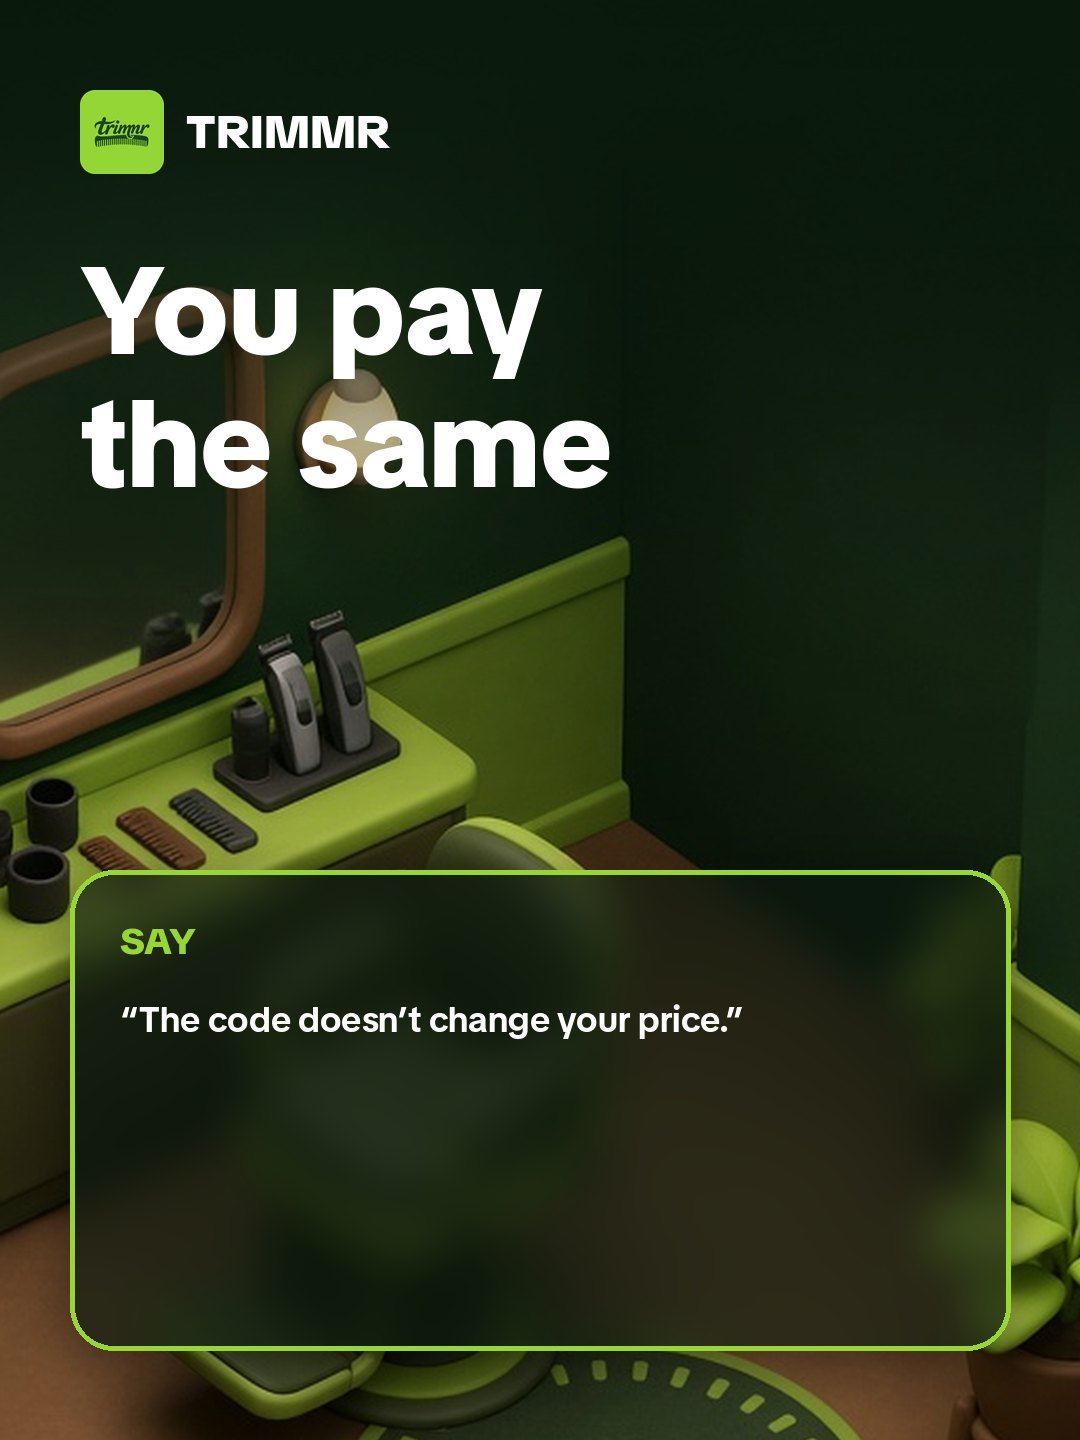 trimmr
TRIMMR
You pay
the same
SAY
“The code doesn’t change your price.”